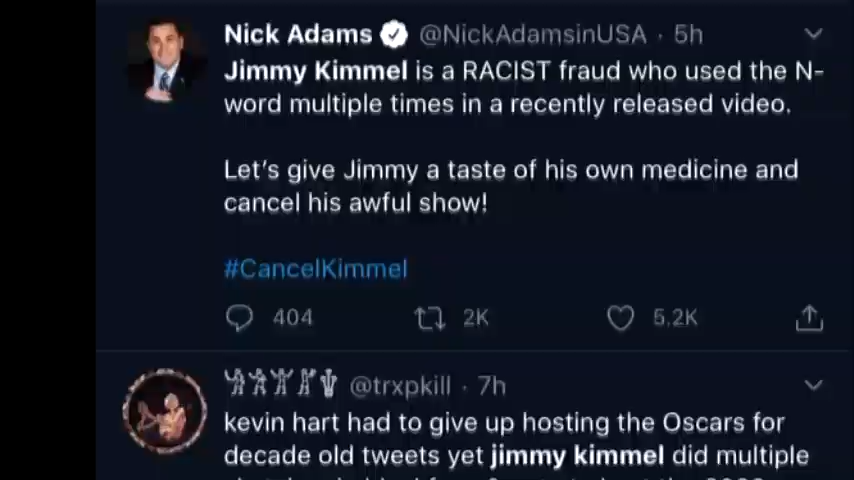 Nick Adams @NickAdamsinUSA · 5h
Jimmy Kimmel is a RACIST fraud who used the N-
word multiple times in a recently released video.
Let's give Jimmy a taste of his own medicine and
cancel his awful show!
#CancelKimmel
404 2K 5.2K
@trxpkill · 7h
kevin hart had to give up hosting the Oscars for
decade old tweets yet jimmy kimmel did multiple